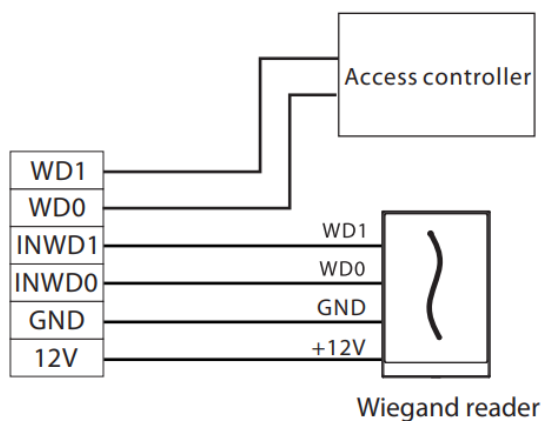 Access controller
WD1
WD0
INWD1
INWD0
GND
12V
WD1
WD0
GND
+12V
Wiegand reader